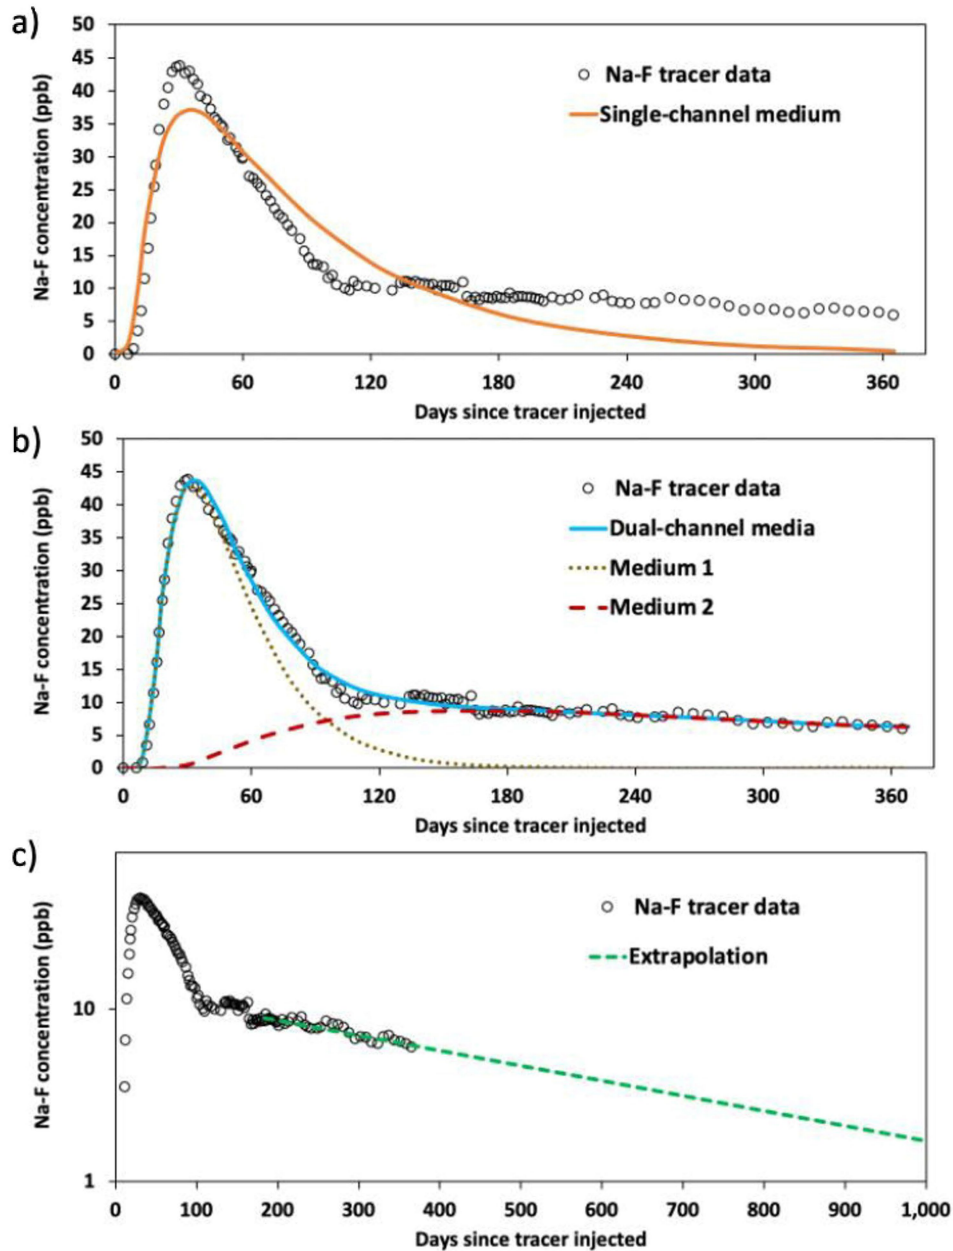 a)
Na-F concentration (ppb)
50
45
40
35
30
25
20
15
10
5
0
Na-F tracer data
Single-channel medium
0 60 120 180 240 300 360
Days since tracer injected
b)
Na-F concentration (ppb)
50
45
40
35
30
25
20
15
10
5
0
Na-F tracer data
Dual-channel media
Medium 1
Medium 2
0 60 120 180 240 300 360
Days since tracer injected
c)
Na-F concentration (ppb)
10
1
Na-F tracer data
Extrapolation
0 100 200 300 400 500 600 700 800 900 1,000
Days since tracer injected